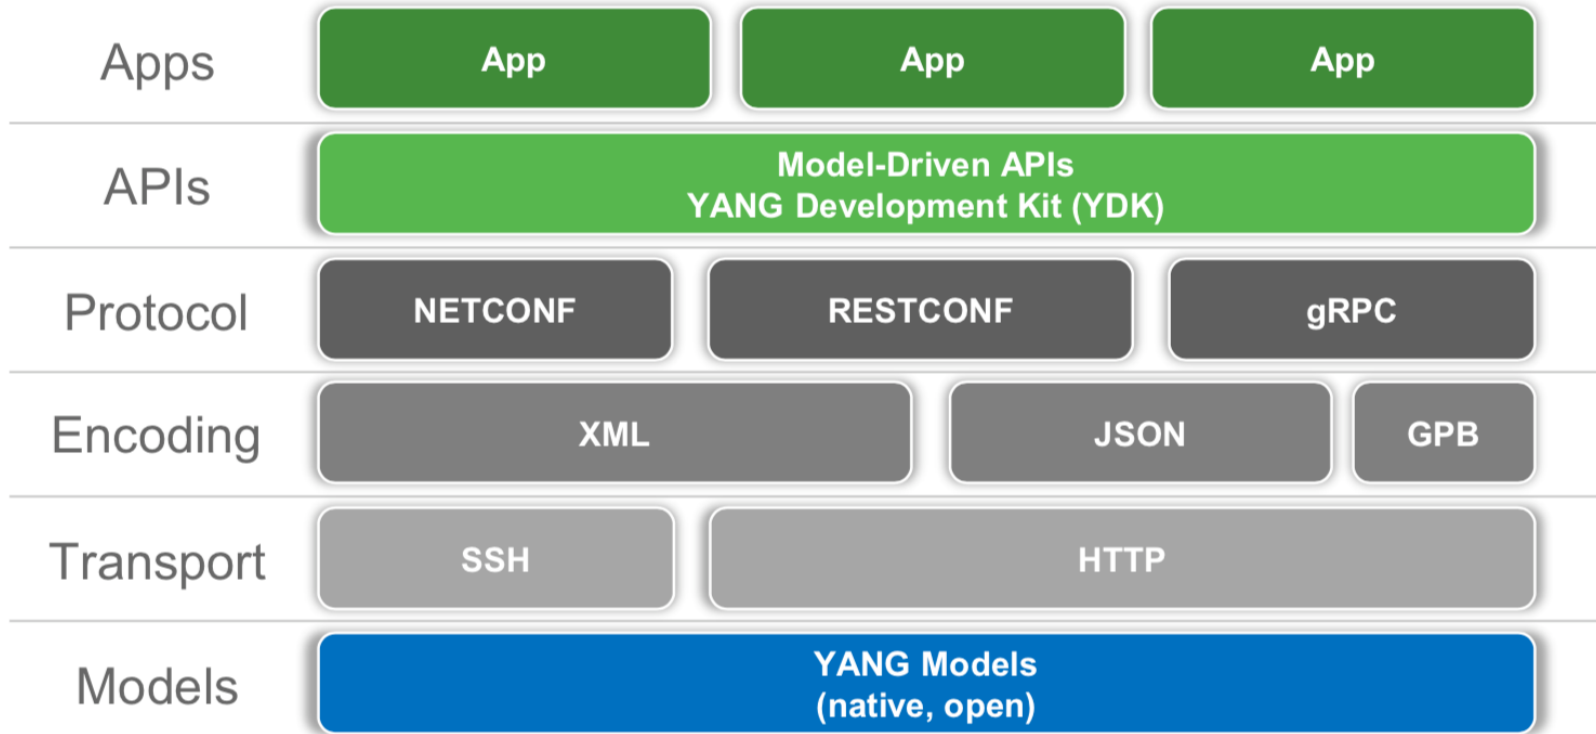 Apps
App
App
App
APIs
Model-Driven APIs
YANG Development Kit (YDK)
Protocol
NETCONF
RESTCONF
gRPC
Encoding
XML
JSON
GPB
Transport
SSH
HTTP
Models
YANG Models
(native, open)